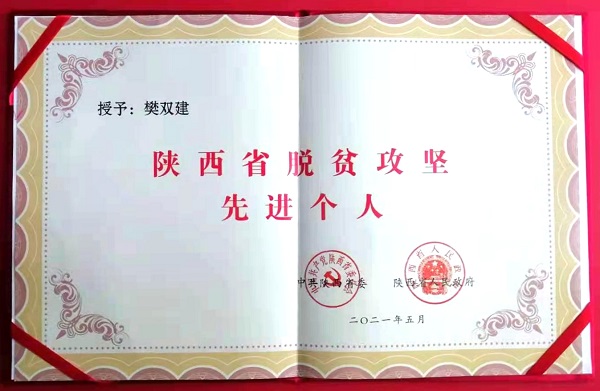 授予：樊双建
陕西省脱贫攻坚
先进个人
中共陕西省委 陕西省人民政府
二〇二一年五月